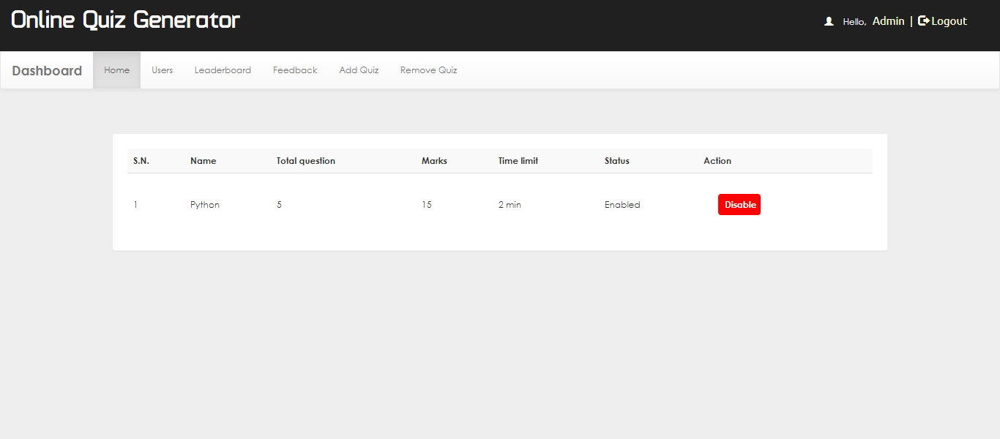 Online Quiz Generator
Hello, Admin | Logout
Dashboard Home Users Leaderboard Feedback Add Quiz Remove Quiz
S.N. Name Total question Marks Time limit Status Action
1 Python 5 15 2 min Enabled Disable